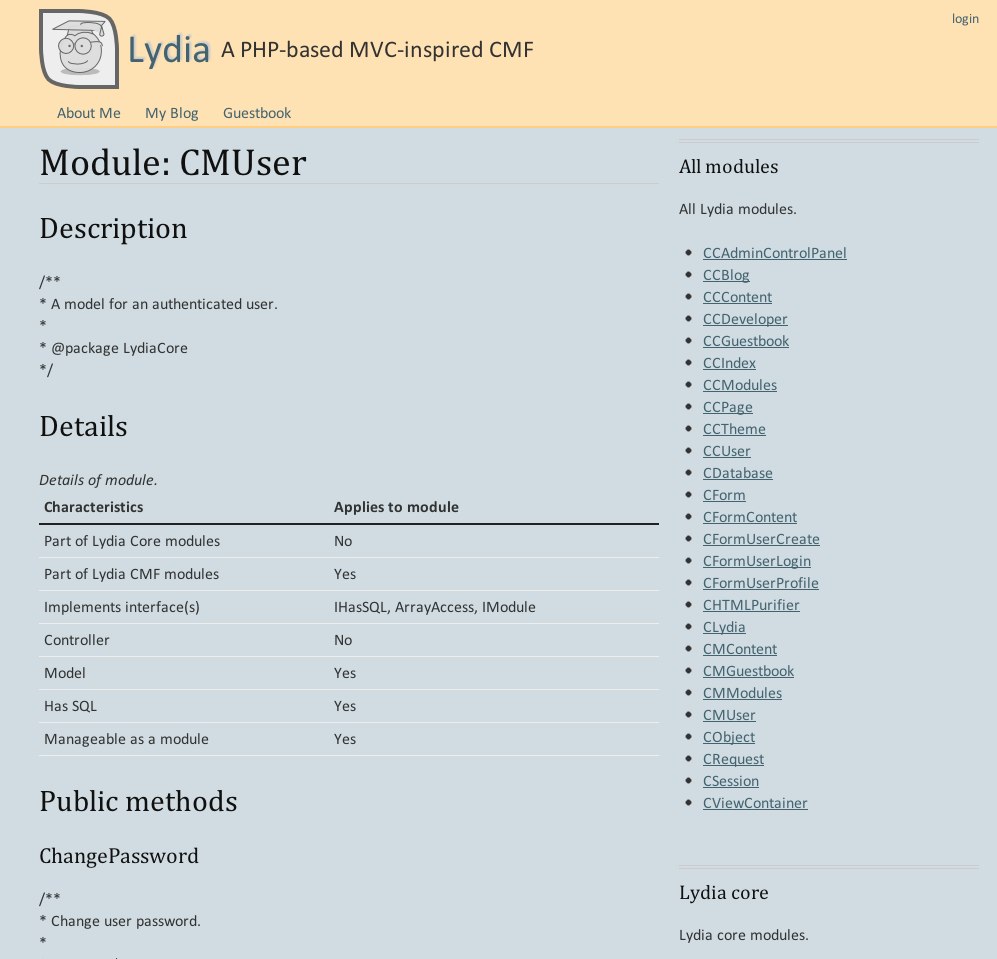 login
Lydia A PHP-based MVC-inspired CMF
About Me My Blog Guestbook
Module: CMUser
Description
/**
* A model for an authenticated user.
*
* @package LydiaCore
*/
Details
Details of module.
Characteristics Applies to module
Part of Lydia Core modules No
Part of Lydia CMF modules Yes
Implements interface(s) IHasSQL, ArrayAccess, IModule
Controller No
Model Yes
Has SQL Yes
Manageable as a module Yes
Public methods
ChangePassword
/**
* Change user password.
*
All modules
All Lydia modules.
CCAdminControlPanel
CCBlog
CCContent
CCDeveloper
CCGuestbook
CCIndex
CCModules
CCPage
CCTheme
CCUser
CDatabase
CForm
CFormContent
CFormUserCreate
CFormUserLogin
CFormUserProfile
CHTMLPurifier
CLydia
CMContent
CMGuestbook
CMModules
CMUser
CObject
CRequest
CSession
CViewContainer
Lydia core
Lydia core modules.